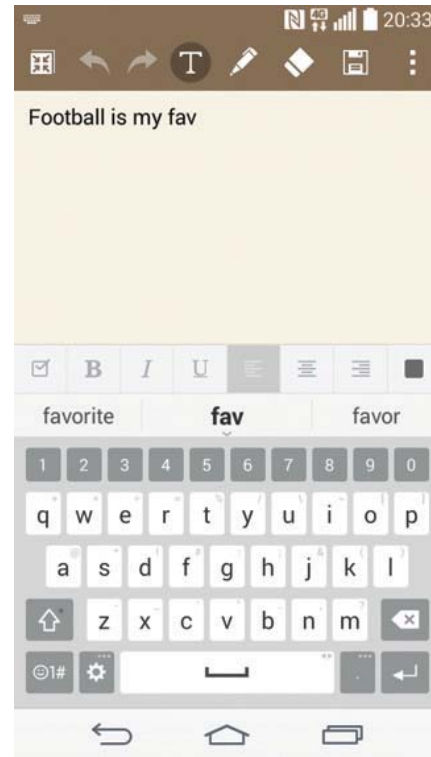 4G 20:33
T
Football is my fav
B I U
favorite fav favor
1 2 3 4 5 6 7 8 9 0
q w e r t y u i o p
a s d f g h j k l
z x c v b n m
1# .